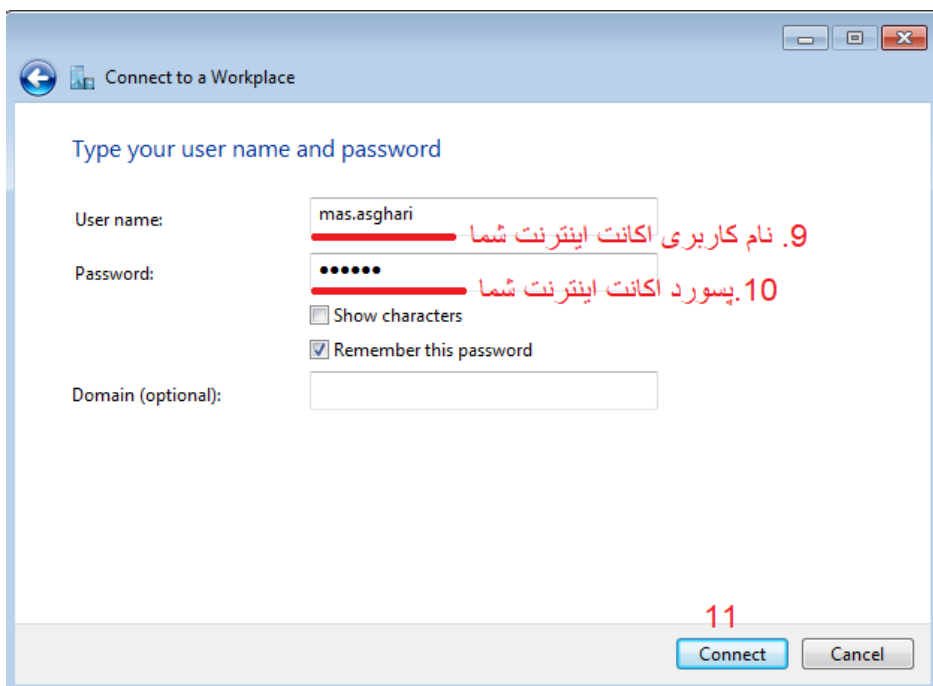 Connect to a Workplace
Type your user name and password
User name:
mas.asghari
9. نام کاربری اکانت اینترنت شما
Password:
●●●●●●
10.پسورد اکانت اینترنت شما
Show characters
Remember this password
Domain (optional):
11
Connect
Cancel